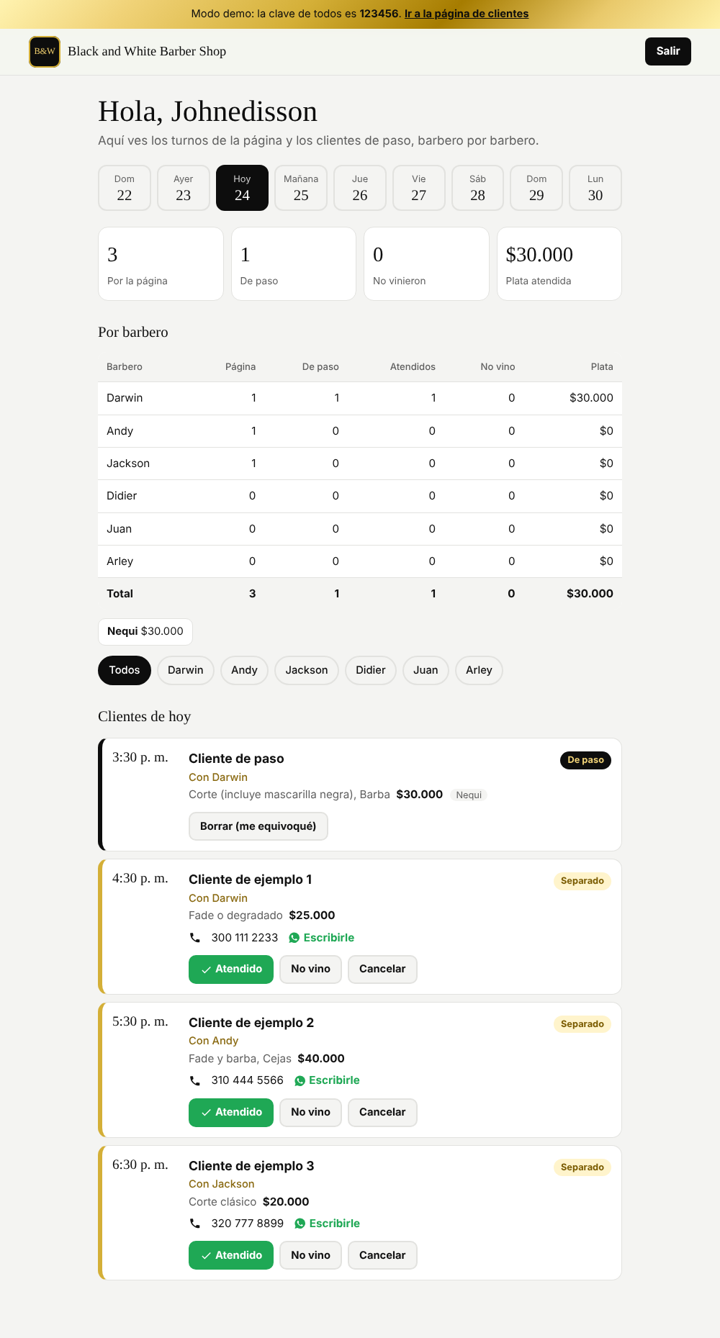 Modo demo: la clave de todos es 123456. Ir a la página de clientes
B&W Black and White Barber Shop Salir
Hola, Johnedisson
Aquí ves los turnos de la página y los clientes de paso, barbero por barbero.
Dom Ayer Hoy Mañana Jue Vie Sáb Dom Lun
22 23 24 25 26 27 28 29 30
3 1 0 $30.000
Por la página De paso No vinieron Plata atendida
Por barbero
Barbero Página De paso Atendidos No vino Plata
Darwin 1 1 1 0 $30.000
Andy 1 0 0 0 $0
Jackson 1 0 0 0 $0
Didier 0 0 0 0 $0
Juan 0 0 0 0 $0
Arley 0 0 0 0 $0
Total 3 1 1 0 $30.000
Nequi $30.000
Todos Darwin Andy Jackson Didier Juan Arley
Clientes de hoy
3:30 p. m. Cliente de paso De paso
Con Darwin
Corte (incluye mascarilla negra), Barba $30.000 Nequi
Borrar (me equivoqué)
4:30 p. m. Cliente de ejemplo 1 Separado
Con Darwin
Fade o degradado $25.000
300 111 2233 Escribirle
Atendido No vino Cancelar
5:30 p. m. Cliente de ejemplo 2 Separado
Con Andy
Fade y barba, Cejas $40.000
310 444 5566 Escribirle
Atendido No vino Cancelar
6:30 p. m. Cliente de ejemplo 3 Separado
Con Jackson
Corte clásico $20.000
320 777 8899 Escribirle
Atendido No vino Cancelar